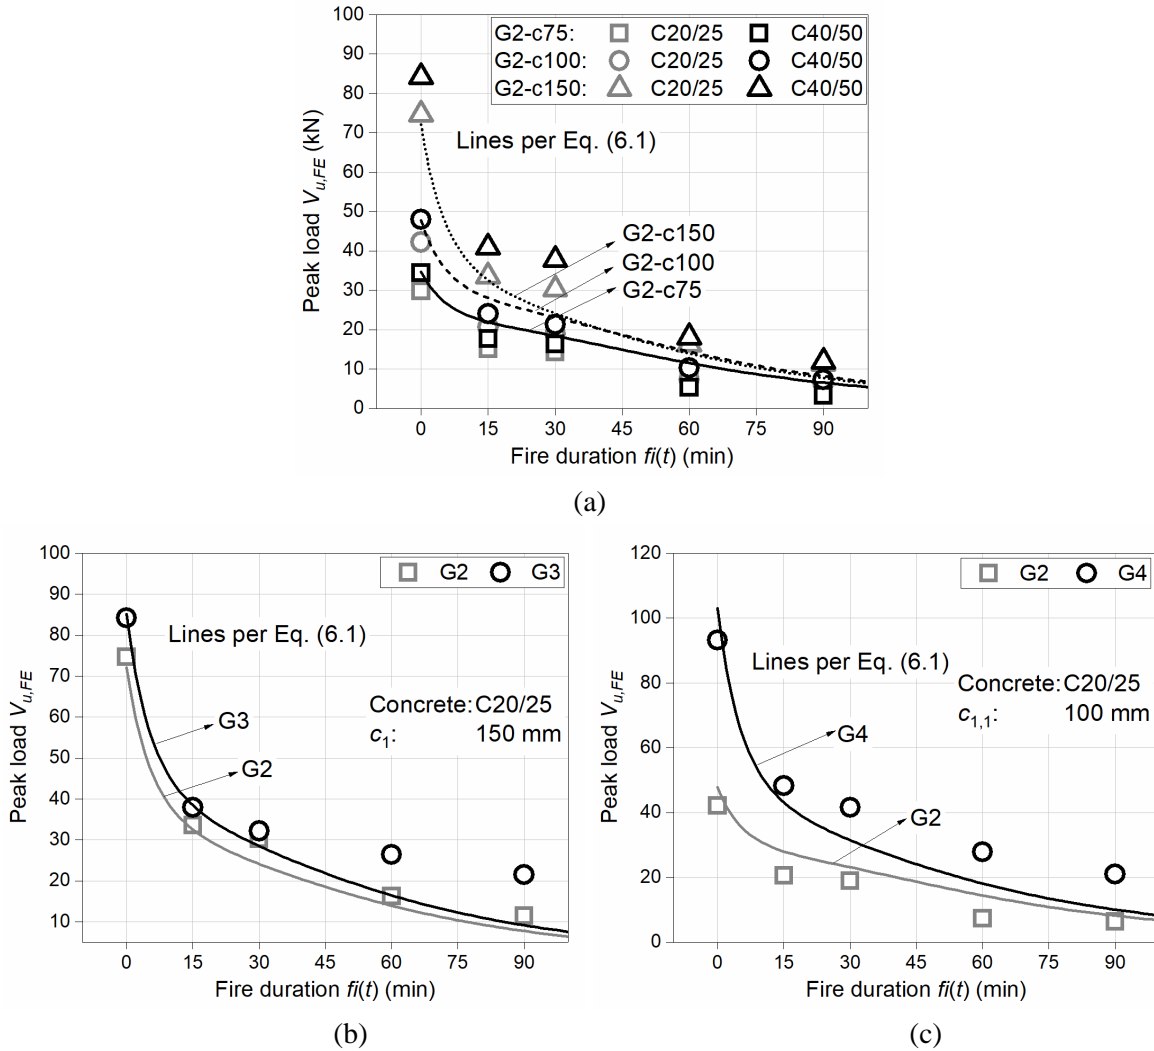 100
90
80
70
60
50
40
30
20
10
0
Peak load Vu,FE (kN)
G2-c75: C20/25 C40/50
G2-c100: C20/25 C40/50
G2-c150: C20/25 C40/50
Lines per Eq. (6.1)
G2-c150
G2-c100
G2-c75
0 15 30 45 60 75 90
Fire duration fi(t) (min)
(a)
100
90
80
70
60
50
40
30
20
10
Peak load Vu,FE
G2 G3
Lines per Eq. (6.1)
Concrete: C20/25
c1: 150 mm
G3
G2
0 15 30 45 60 75 90
Fire duration fi(t) (min)
(b)
120
100
80
60
40
20
0
Peak load Vu,FE
G2 G4
Lines per Eq. (6.1)
Concrete: C20/25
c1,1: 100 mm
G4
G2
0 15 30 45 60 75 90
Fire duration fi(t) (min)
(c)